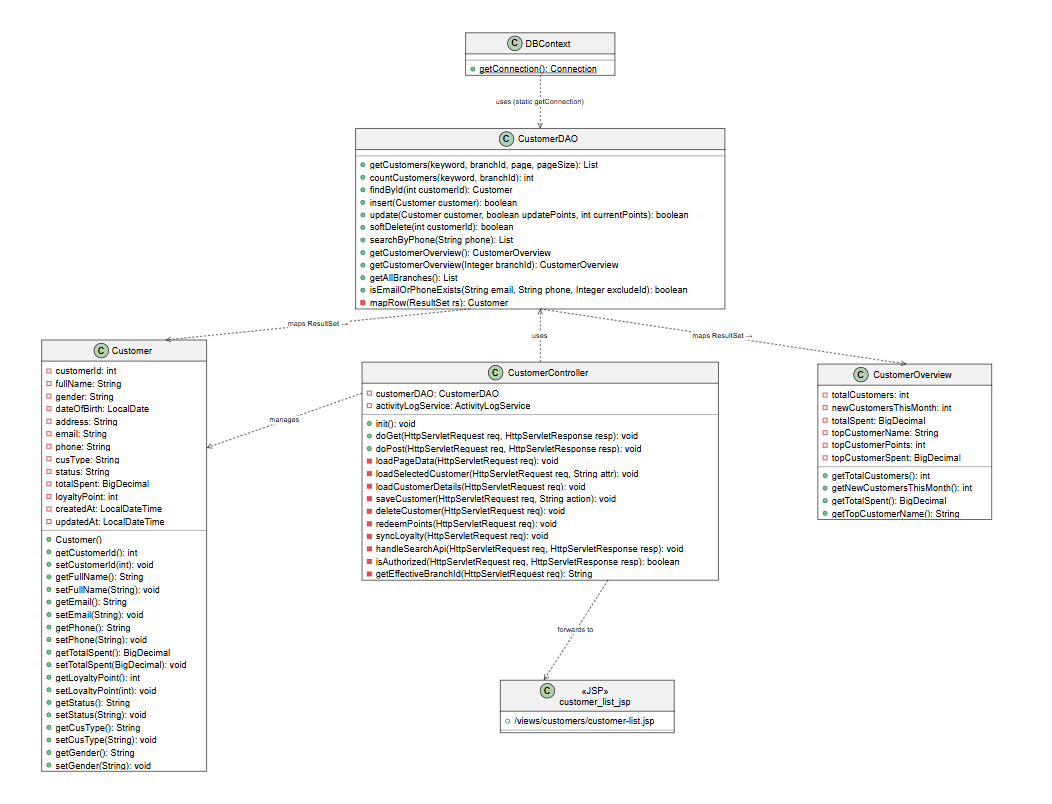 C DBContext
getConnection(): Connection
uses (static getConnection)
C CustomerDAO
getCustomers(keyword, branchId, page, pageSize): List
countCustomers(keyword, branchId): int
findById(int customerId): Customer
insert(Customer customer): boolean
update(Customer customer, boolean updatePoints, int currentPoints): boolean
softDelete(int customerId): boolean
searchByPhone(String phone): List
getCustomerOverview(): CustomerOverview
getCustomerOverview(Integer branchId): CustomerOverview
getAllBranches(): List
isEmailOrPhoneExists(String email, String phone, Integer excludeId): boolean
mapRow(ResultSet rs): Customer
maps ResultSet →
uses
maps ResultSet →
C Customer
customerId: int
fullName: String
gender: String
dateOfBirth: LocalDate
address: String
email: String
phone: String
cusType: String
status: String
totalSpent: BigDecimal
loyaltyPoint: int
createdAt: LocalDateTime
updatedAt: LocalDateTime
Customer()
getCustomerId(): int
setCustomerId(int): void
getFullName(): String
setFullName(String): void
getEmail(): String
setEmail(String): void
getPhone(): String
setPhone(String): void
getTotalSpent(): BigDecimal
setTotalSpent(BigDecimal): void
getLoyaltyPoint(): int
setLoyaltyPoint(int): void
getStatus(): String
setStatus(String): void
getCusType(): String
setCusType(String): void
getGender(): String
setGender(String): void
manages
C CustomerController
customerDAO: CustomerDAO
activityLogService: ActivityLogService
init(): void
doGet(HttpServletRequest req, HttpServletResponse resp): void
doPost(HttpServletRequest req, HttpServletResponse resp): void
loadPageData(HttpServletRequest req): void
loadSelectedCustomer(HttpServletRequest req, String attr): void
loadCustomerDetails(HttpServletRequest req): void
saveCustomer(HttpServletRequest req, String action): void
deleteCustomer(HttpServletRequest req): void
redeemPoints(HttpServletRequest req): void
syncLoyalty(HttpServletRequest req): void
handleSearchApi(HttpServletRequest req, HttpServletResponse resp): void
isAuthorized(HttpServletRequest req, HttpServletResponse resp): boolean
getEffectiveBranchId(HttpServletRequest req): String
C CustomerOverview
totalCustomers: int
newCustomersThisMonth: int
totalSpent: BigDecimal
topCustomerName: String
topCustomerPoints: int
topCustomerSpent: BigDecimal
getTotalCustomers(): int
getNewCustomersThisMonth(): int
getTotalSpent(): BigDecimal
getTopCustomerName(): String
forwards to
C «JSP»
customer_list_jsp
/views/customers/customer-list.jsp